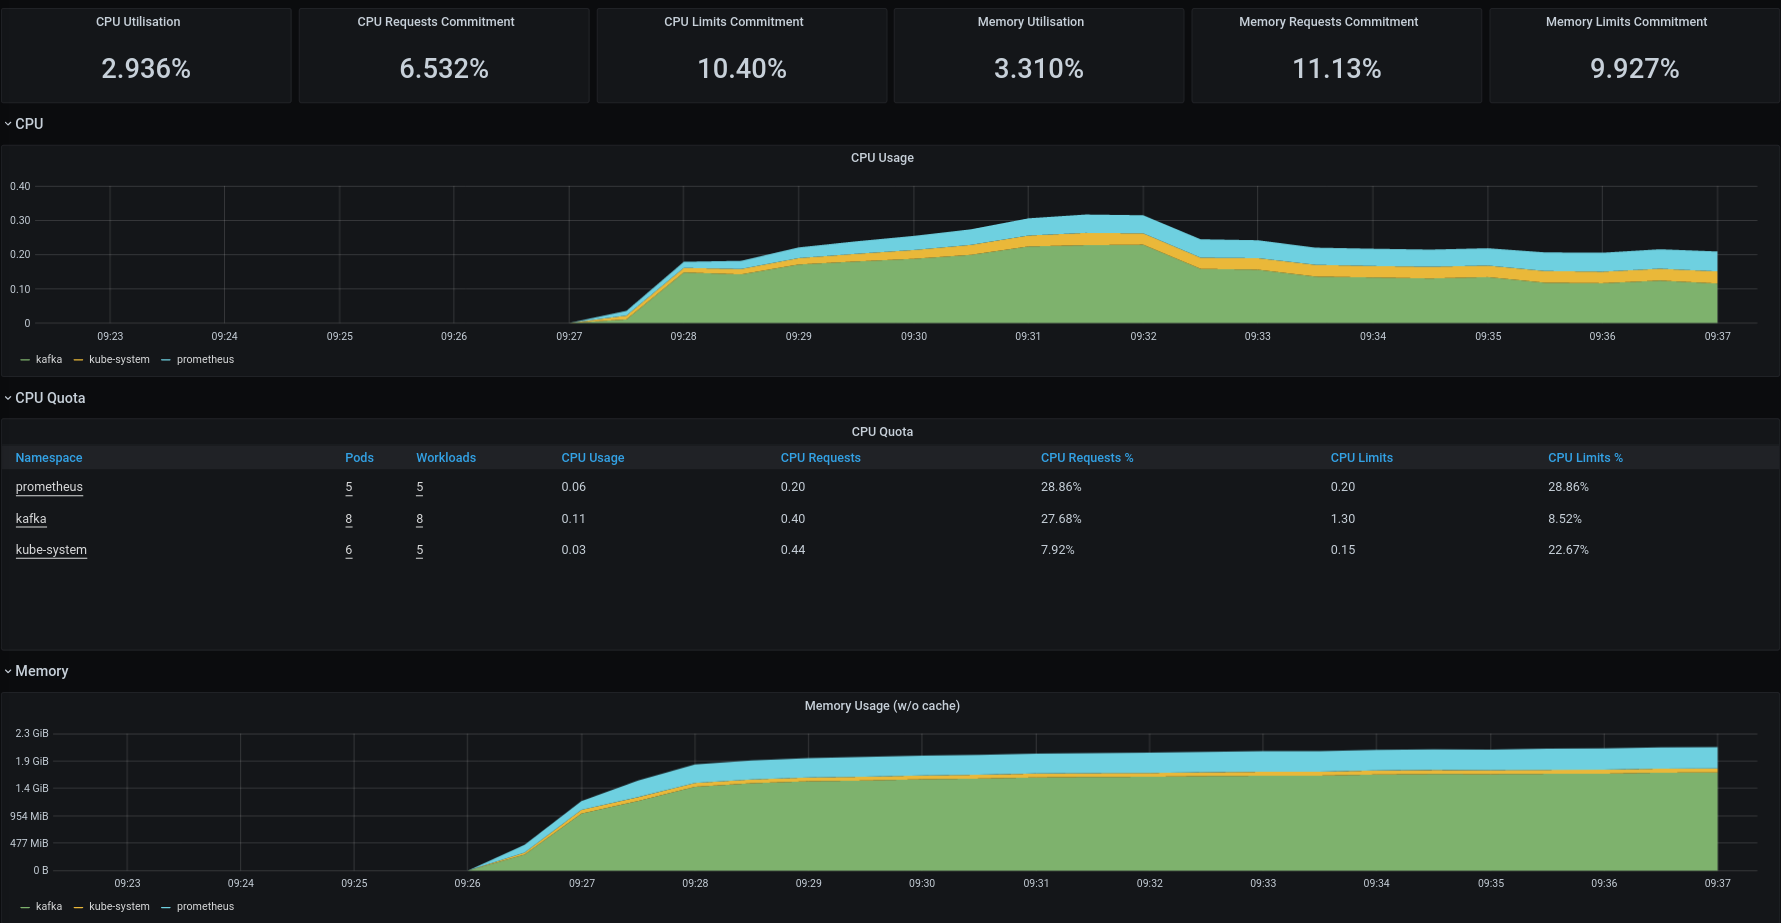 CPU Utilisation CPU Requests Commitment CPU Limits Commitment Memory Utilisation Memory Requests Commitment Memory Limits Commitment
2.936% 6.532% 10.40% 3.310% 11.13% 9.927%
CPU
CPU Usage
0.40
0.30
0.20
0.10
0
09:23 09:24 09:25 09:26 09:27 09:28 09:29 09:30 09:31 09:32 09:33 09:34 09:35 09:36 09:37
kafka kube-system prometheus
CPU Quota
CPU Quota
Namespace Pods Workloads CPU Usage CPU Requests CPU Requests % CPU Limits CPU Limits %
prometheus 5 5 0.06 0.20 28.86% 0.20 28.86%
kafka 8 8 0.11 0.40 27.68% 1.30 8.52%
kube-system 6 5 0.03 0.44 7.92% 0.15 22.67%
Memory
Memory Usage (w/o cache)
2.3 GiB
1.9 GiB
1.4 GiB
954 MiB
477 MiB
0 B
09:23 09:24 09:25 09:26 09:27 09:28 09:29 09:30 09:31 09:32 09:33 09:34 09:35 09:36 09:37
kafka kube-system prometheus